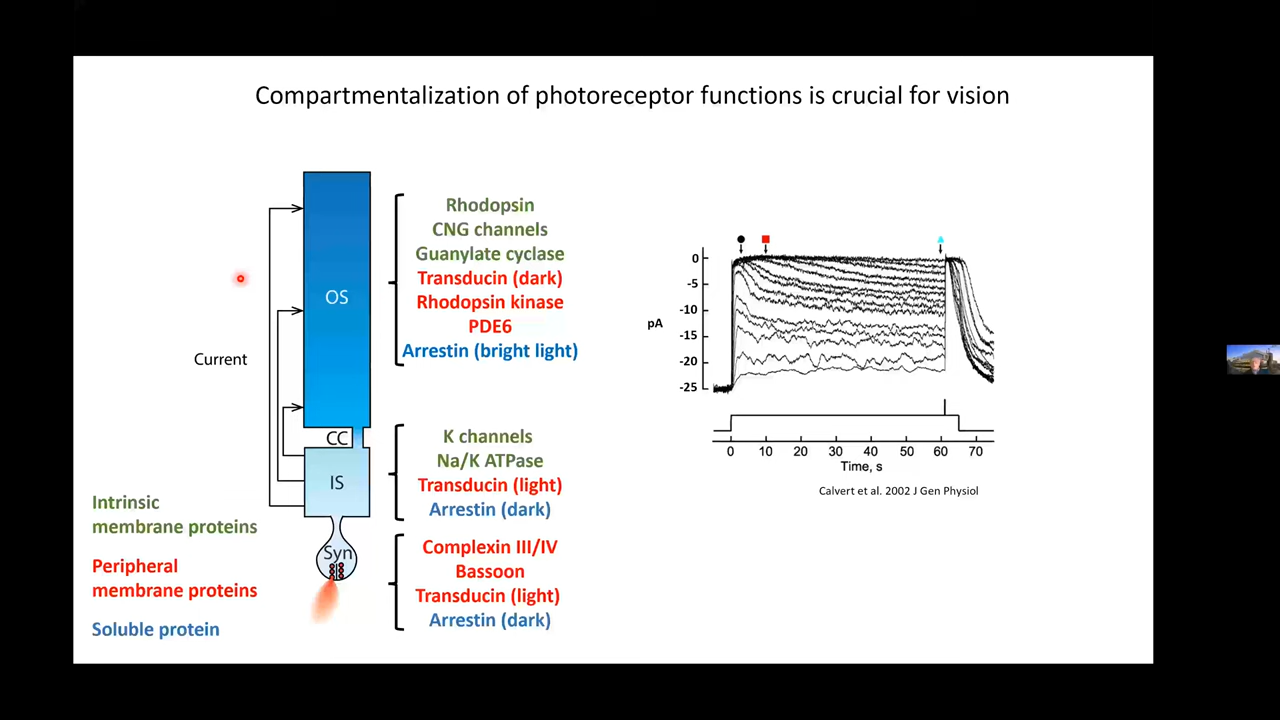 Compartmentalization of photoreceptor functions is crucial for vision
OS
CC
IS
Syn
Current
Rhodopsin
CNG channels
Guanylate cyclase
Transducin (dark)
Rhodopsin kinase
PDE6
Arrestin (bright light)
K channels
Na/K ATPase
Transducin (light)
Arrestin (dark)
Complexin III/IV
Bassoon
Transducin (light)
Arrestin (dark)
Intrinsic
membrane proteins
Peripheral
membrane proteins
Soluble protein
pA
0
-5
-10
-15
-20
-25
0 10 20 30 40 50 60 70
Time, s
Calvert et al. 2002 J Gen Physiol